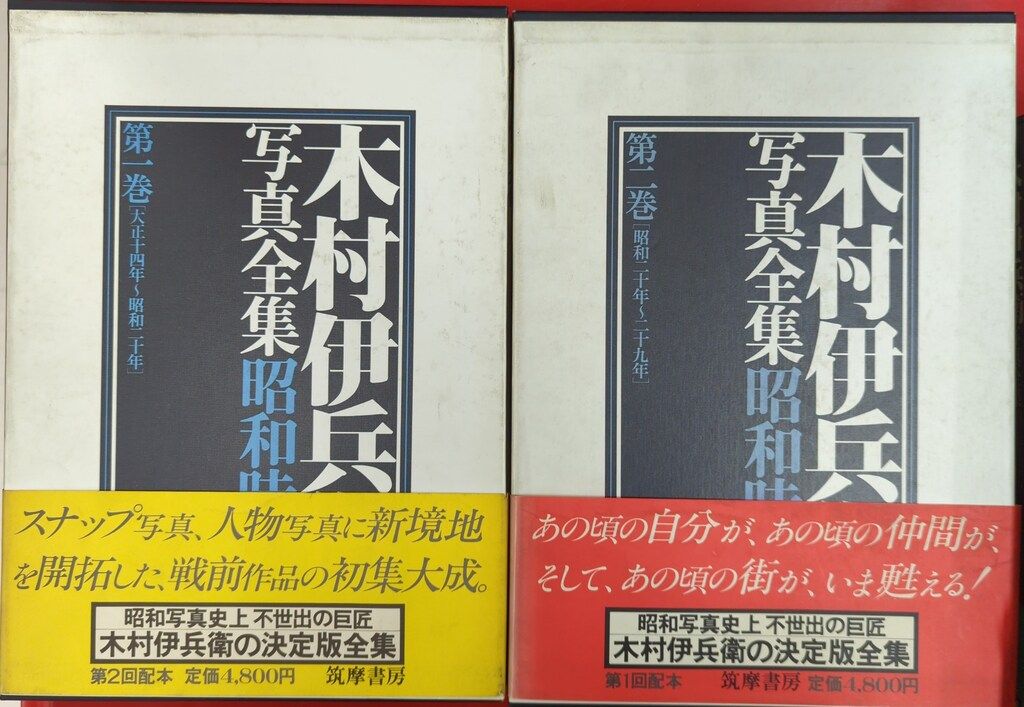 木村伊兵
写真全集 昭和時
第一巻[大正十四年〜昭和二十年]
スナップ写真、人物写真に新境地
を開拓した、戦前作品の初集大成。
昭和写真史上 不世出の巨匠
木村伊兵衛の決定版全集
第2回配本 定価4,800円 筑摩書房
木村伊兵
写真全集 昭和時
第二巻[昭和二十年〜二十九年]
あの頃の自分が、あの頃の仲間が、
そして、あの頃の街が、いま甦える!
昭和写真史上 不世出の巨匠
木村伊兵衛の決定版全集
第1回配本 筑摩書房 定価4,800円